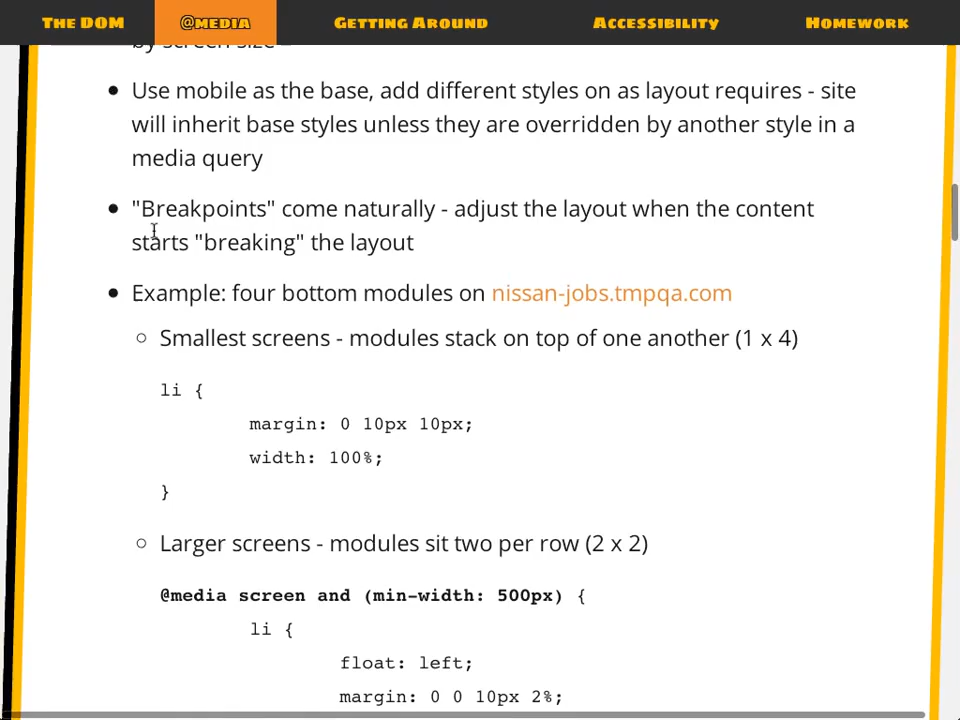 The DOM @media Getting Around Accessibility Homework
by screen size
Use mobile as the base, add different styles on as layout requires - site
will inherit base styles unless they are overridden by another style in a
media query
"Breakpoints" come naturally - adjust the layout when the content
starts "breaking" the layout
Example: four bottom modules on nissan-jobs.tmpqa.com
Smallest screens - modules stack on top of one another (1 x 4)
li {
margin: 0 10px 10px;
width: 100%;
}
Larger screens - modules sit two per row (2 x 2)
@media screen and (min-width: 500px) {
li {
float: left;
margin: 0 0 10px 2%;